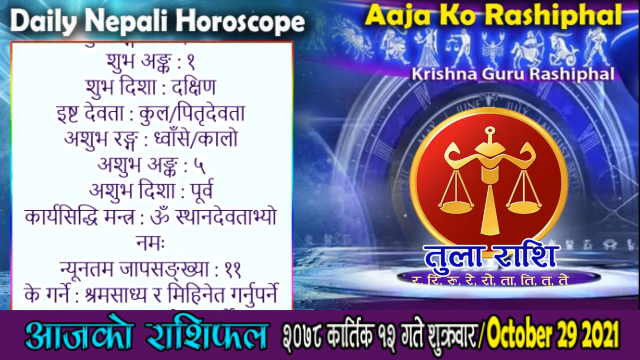 Daily Nepali Horoscope
Aaja Ko Rashiphal
Krishna Guru Rashiphal
शुभ अङ्क : १
शुभ दिशा : दक्षिण
इष्ट देवता : कुल/पितृदेवता
अशुभ रङ्ग : ध्वाँसे/कालो
अशुभ अङ्क : ५
अशुभ दिशा : पूर्व
कार्यसिद्धि मन्त्र : ॐ स्थानदेवताभ्यो
नमः
न्यूनतम जापसङ्ख्या : ११
के गर्ने : श्रमसाध्य र मिहिनेत गर्नुपर्ने
तुला राशि
र, रि, रू, रे, रो, ता, ति, तू, ते
आजको राशिफल २०७८ कार्तिक १२ गते शुक्रवार/October 29 2021